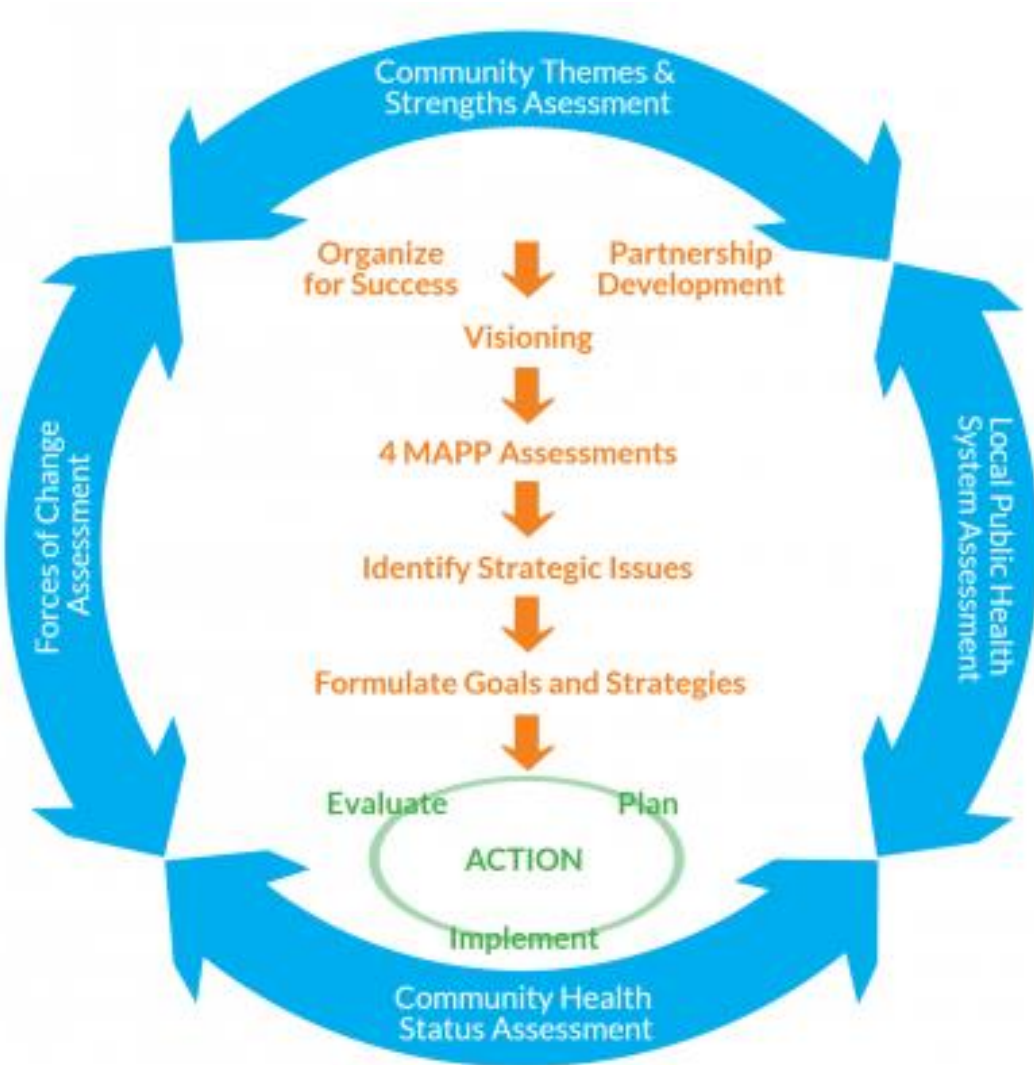 Community Themes &
Strengths Asessment
Organize
for Success
Partnership
Development
Visioning
4 MAPP Assessments
Identify Strategic Issues
Formulate Goals and Strategies
Evaluate
Plan
ACTION
Implement
Forces of Change
Assessment
Local Public Health
System Assessment
Community Health
Status Assessment